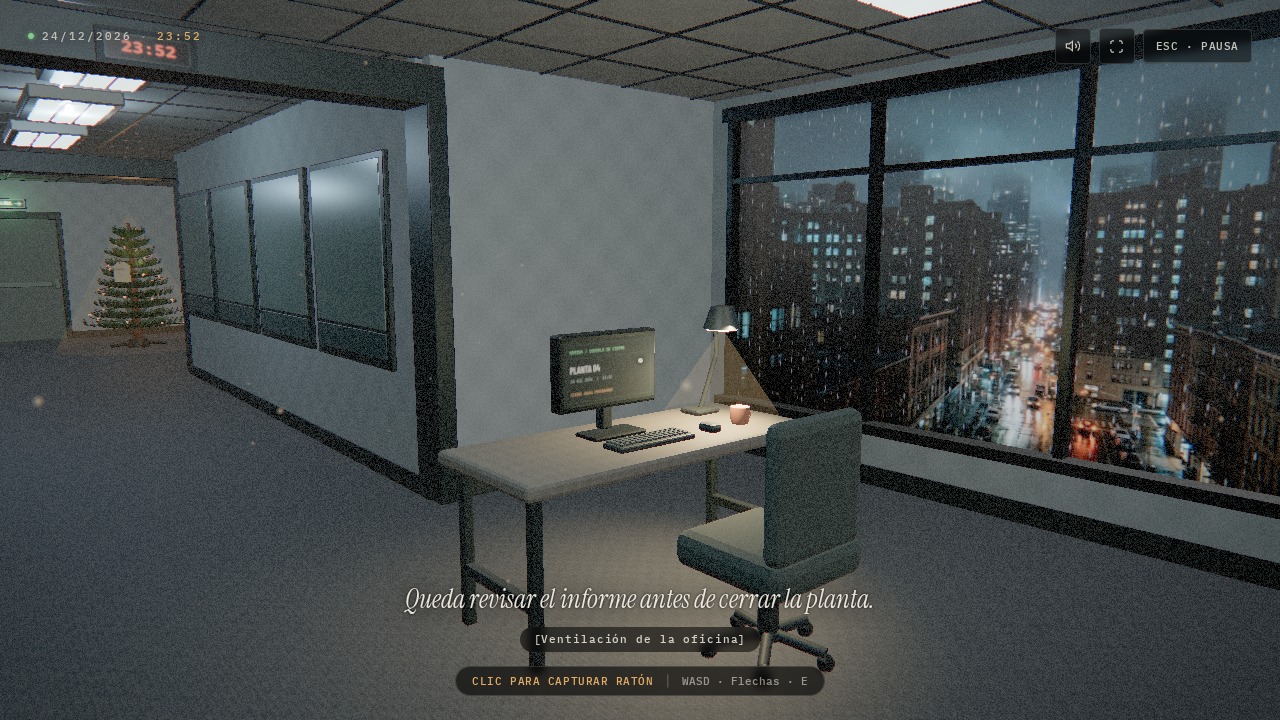 24/12/2026 · 23:52
23:52
ESC · PAUSA
PLANTA 04
Queda revisar el informe antes de cerrar la planta.
[Ventilación de la oficina]
CLIC PARA CAPTURAR RATÓN | WASD · Flechas · E